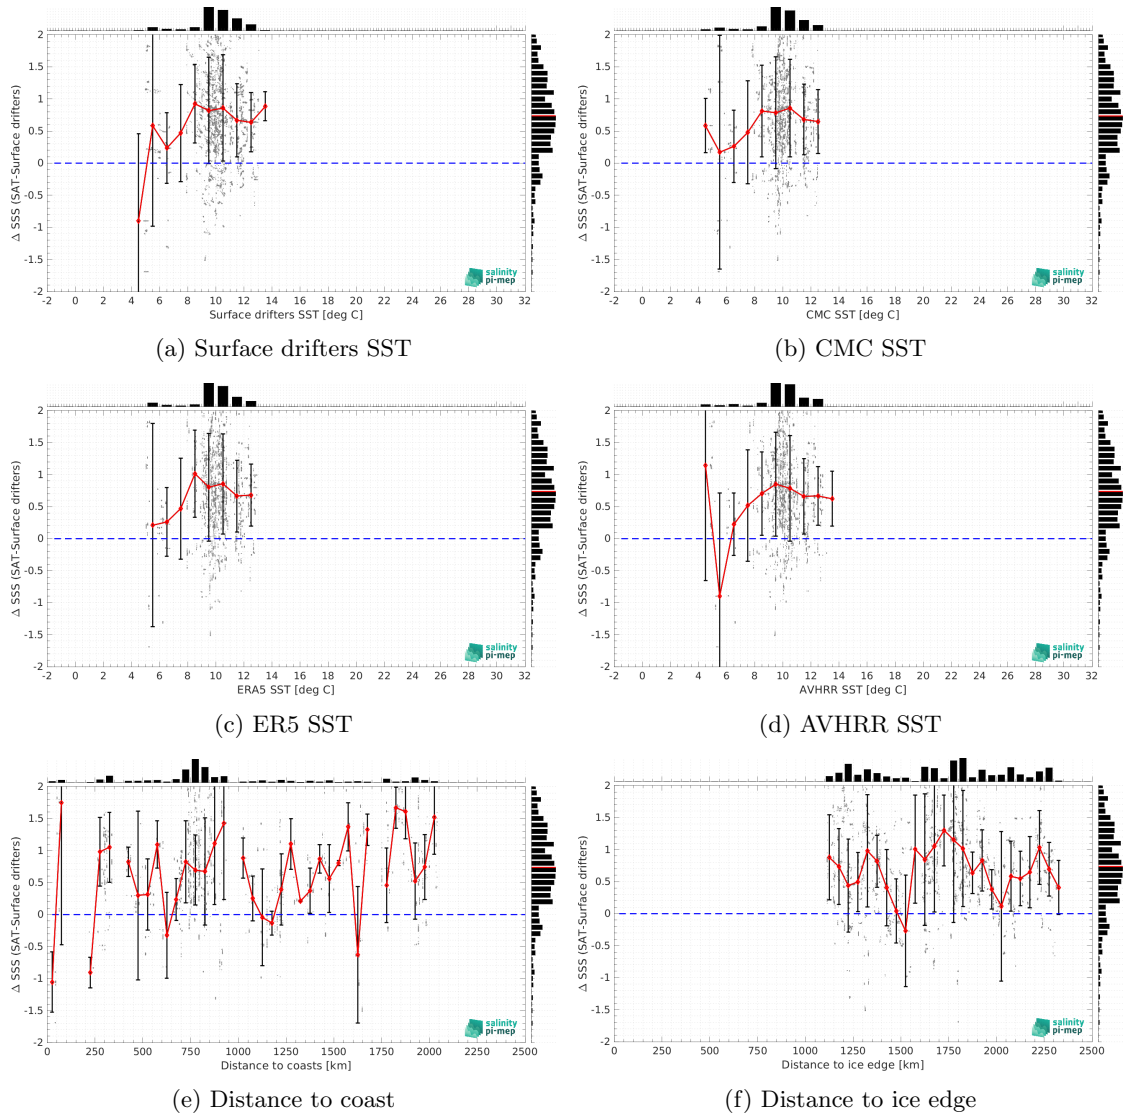 2
1.5
1
0.5
0
-0.5
-1
-1.5
-2
Δ SSS (SAT-Surface drifters)
-2 0 2 4 6 8 10 12 14 16 18 20 22 24 26 28 30 32
Surface drifters SST [deg C]
salinity
pi-mep
(a) Surface drifters SST
2
1.5
1
0.5
0
-0.5
-1
-1.5
-2
Δ SSS (SAT-Surface drifters)
-2 0 2 4 6 8 10 12 14 16 18 20 22 24 26 28 30 32
CMC SST [deg C]
salinity
pi-mep
(b) CMC SST
2
1.5
1
0.5
0
-0.5
-1
-1.5
-2
Δ SSS (SAT-Surface drifters)
-2 0 2 4 6 8 10 12 14 16 18 20 22 24 26 28 30 32
ERA5 SST [deg C]
salinity
pi-mep
(c) ER5 SST
2
1.5
1
0.5
0
-0.5
-1
-1.5
-2
Δ SSS (SAT-Surface drifters)
-2 0 2 4 6 8 10 12 14 16 18 20 22 24 26 28 30 32
AVHRR SST [deg C]
salinity
pi-mep
(d) AVHRR SST
2
1.5
1
0.5
0
-0.5
-1
-1.5
-2
Δ SSS (SAT-Surface drifters)
0 250 500 750 1000 1250 1500 1750 2000 2250 2500
Distance to coasts [km]
salinity
pi-mep
(e) Distance to coast
2
1.5
1
0.5
0
-0.5
-1
-1.5
-2
Δ SSS (SAT-Surface drifters)
0 250 500 750 1000 1250 1500 1750 2000 2250 2500
Distance to ice edge [km]
salinity
pi-mep
(f) Distance to ice edge